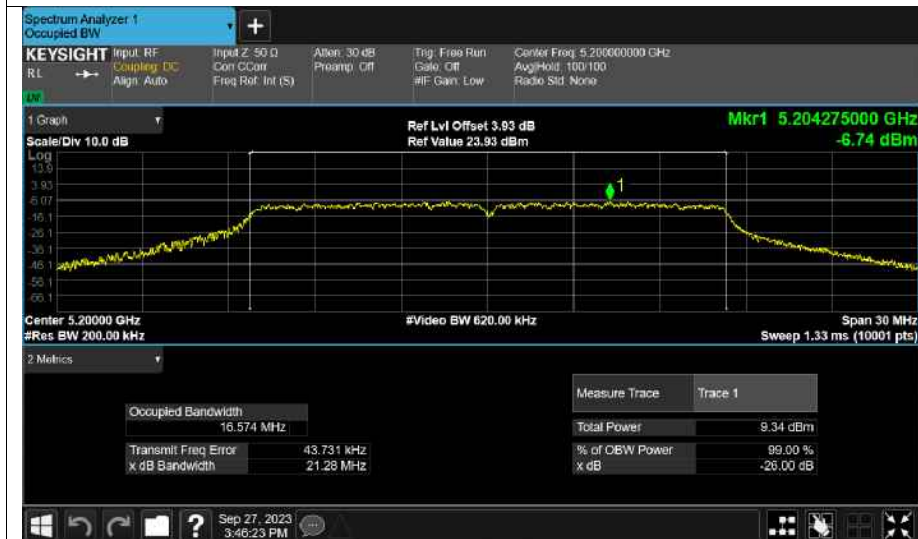 Spectrum Analyzer 1
Occupied BW
+
KEYSIGHT Input: RF Input Z: 50 Ω Atten: 30 dB Trig: Free Run Center Freq: 5.200000000 GHz
RL Coupling: DC Corr CCorr Preamp: Off Gate: Off Avg|Hold: 100/100
Align: Auto Freq Ref: Int (S) #IF Gain: Low Radio Std: None
1 Graph
Ref Lvl Offset 3.93 dB Mkr1 5.204275000 GHz
Scale/Div 10.0 dB Ref Value 23.93 dBm -6.74 dBm
Log
13.9
3.93
-6.07
-16.1
-26.1
-36.1
-46.1
-56.1
-66.1
1
Center 5.20000 GHz #Video BW 620.00 kHz Span 30 MHz
#Res BW 200.00 kHz Sweep 1.33 ms (10001 pts)
2 Metrics
Measure Trace Trace 1
Occupied Bandwidth
16.574 MHz Total Power 9.34 dBm
Transmit Freq Error 43.731 kHz % of OBW Power 99.00 %
x dB Bandwidth 21.28 MHz x dB -26.00 dB
? Sep 27, 2023
3:46:23 PM